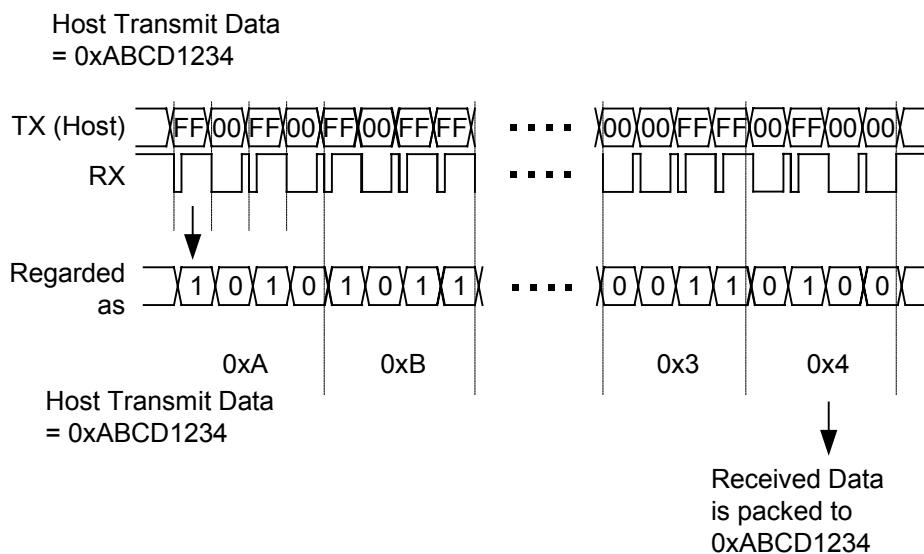 Host Transmit Data
= 0xABCD1234
TX (Host) FF 00 FF 00 FF 00 FF FF 00 00 FF FF 00 FF 00 00
RX
Regarded
as
1 0 1 0 1 0 1 1 0 0 1 1 0 1 0 0
0xA 0xB 0x3 0x4
Host Transmit Data
= 0xABCD1234
Received Data
is packed to
0xABCD1234